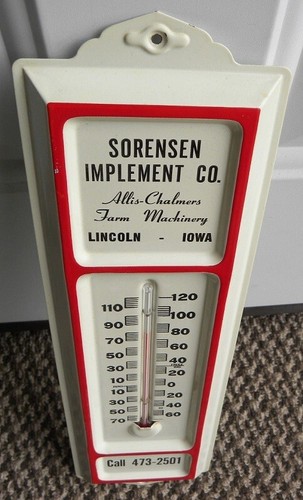 SORENSEN
IMPLEMENT CO.
Allis-Chalmers
Farm Machinery
LINCOLN - IOWA
120
110 100
90 80
70 60
50 40
30 20
10 0
10 20
30 40
50 60
70
Call 473-2501